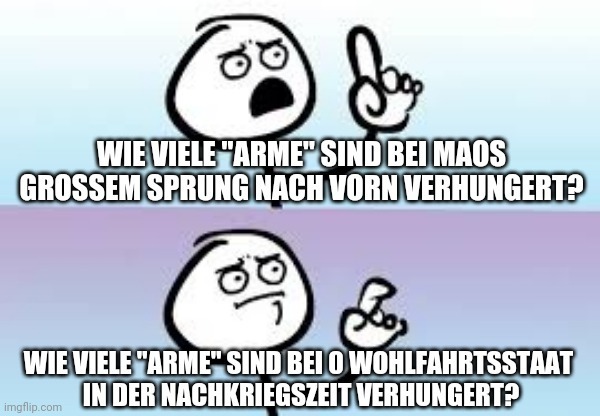 WIE VIELE "ARME" SIND BEI MAOS
GROSSEM SPRUNG NACH VORN VERHUNGERT?
WIE VIELE "ARME" SIND BEI 0 WOHLFAHRTSSTAAT
IN DER NACHKRIEGSZEIT VERHUNGERT?
imgflip.com